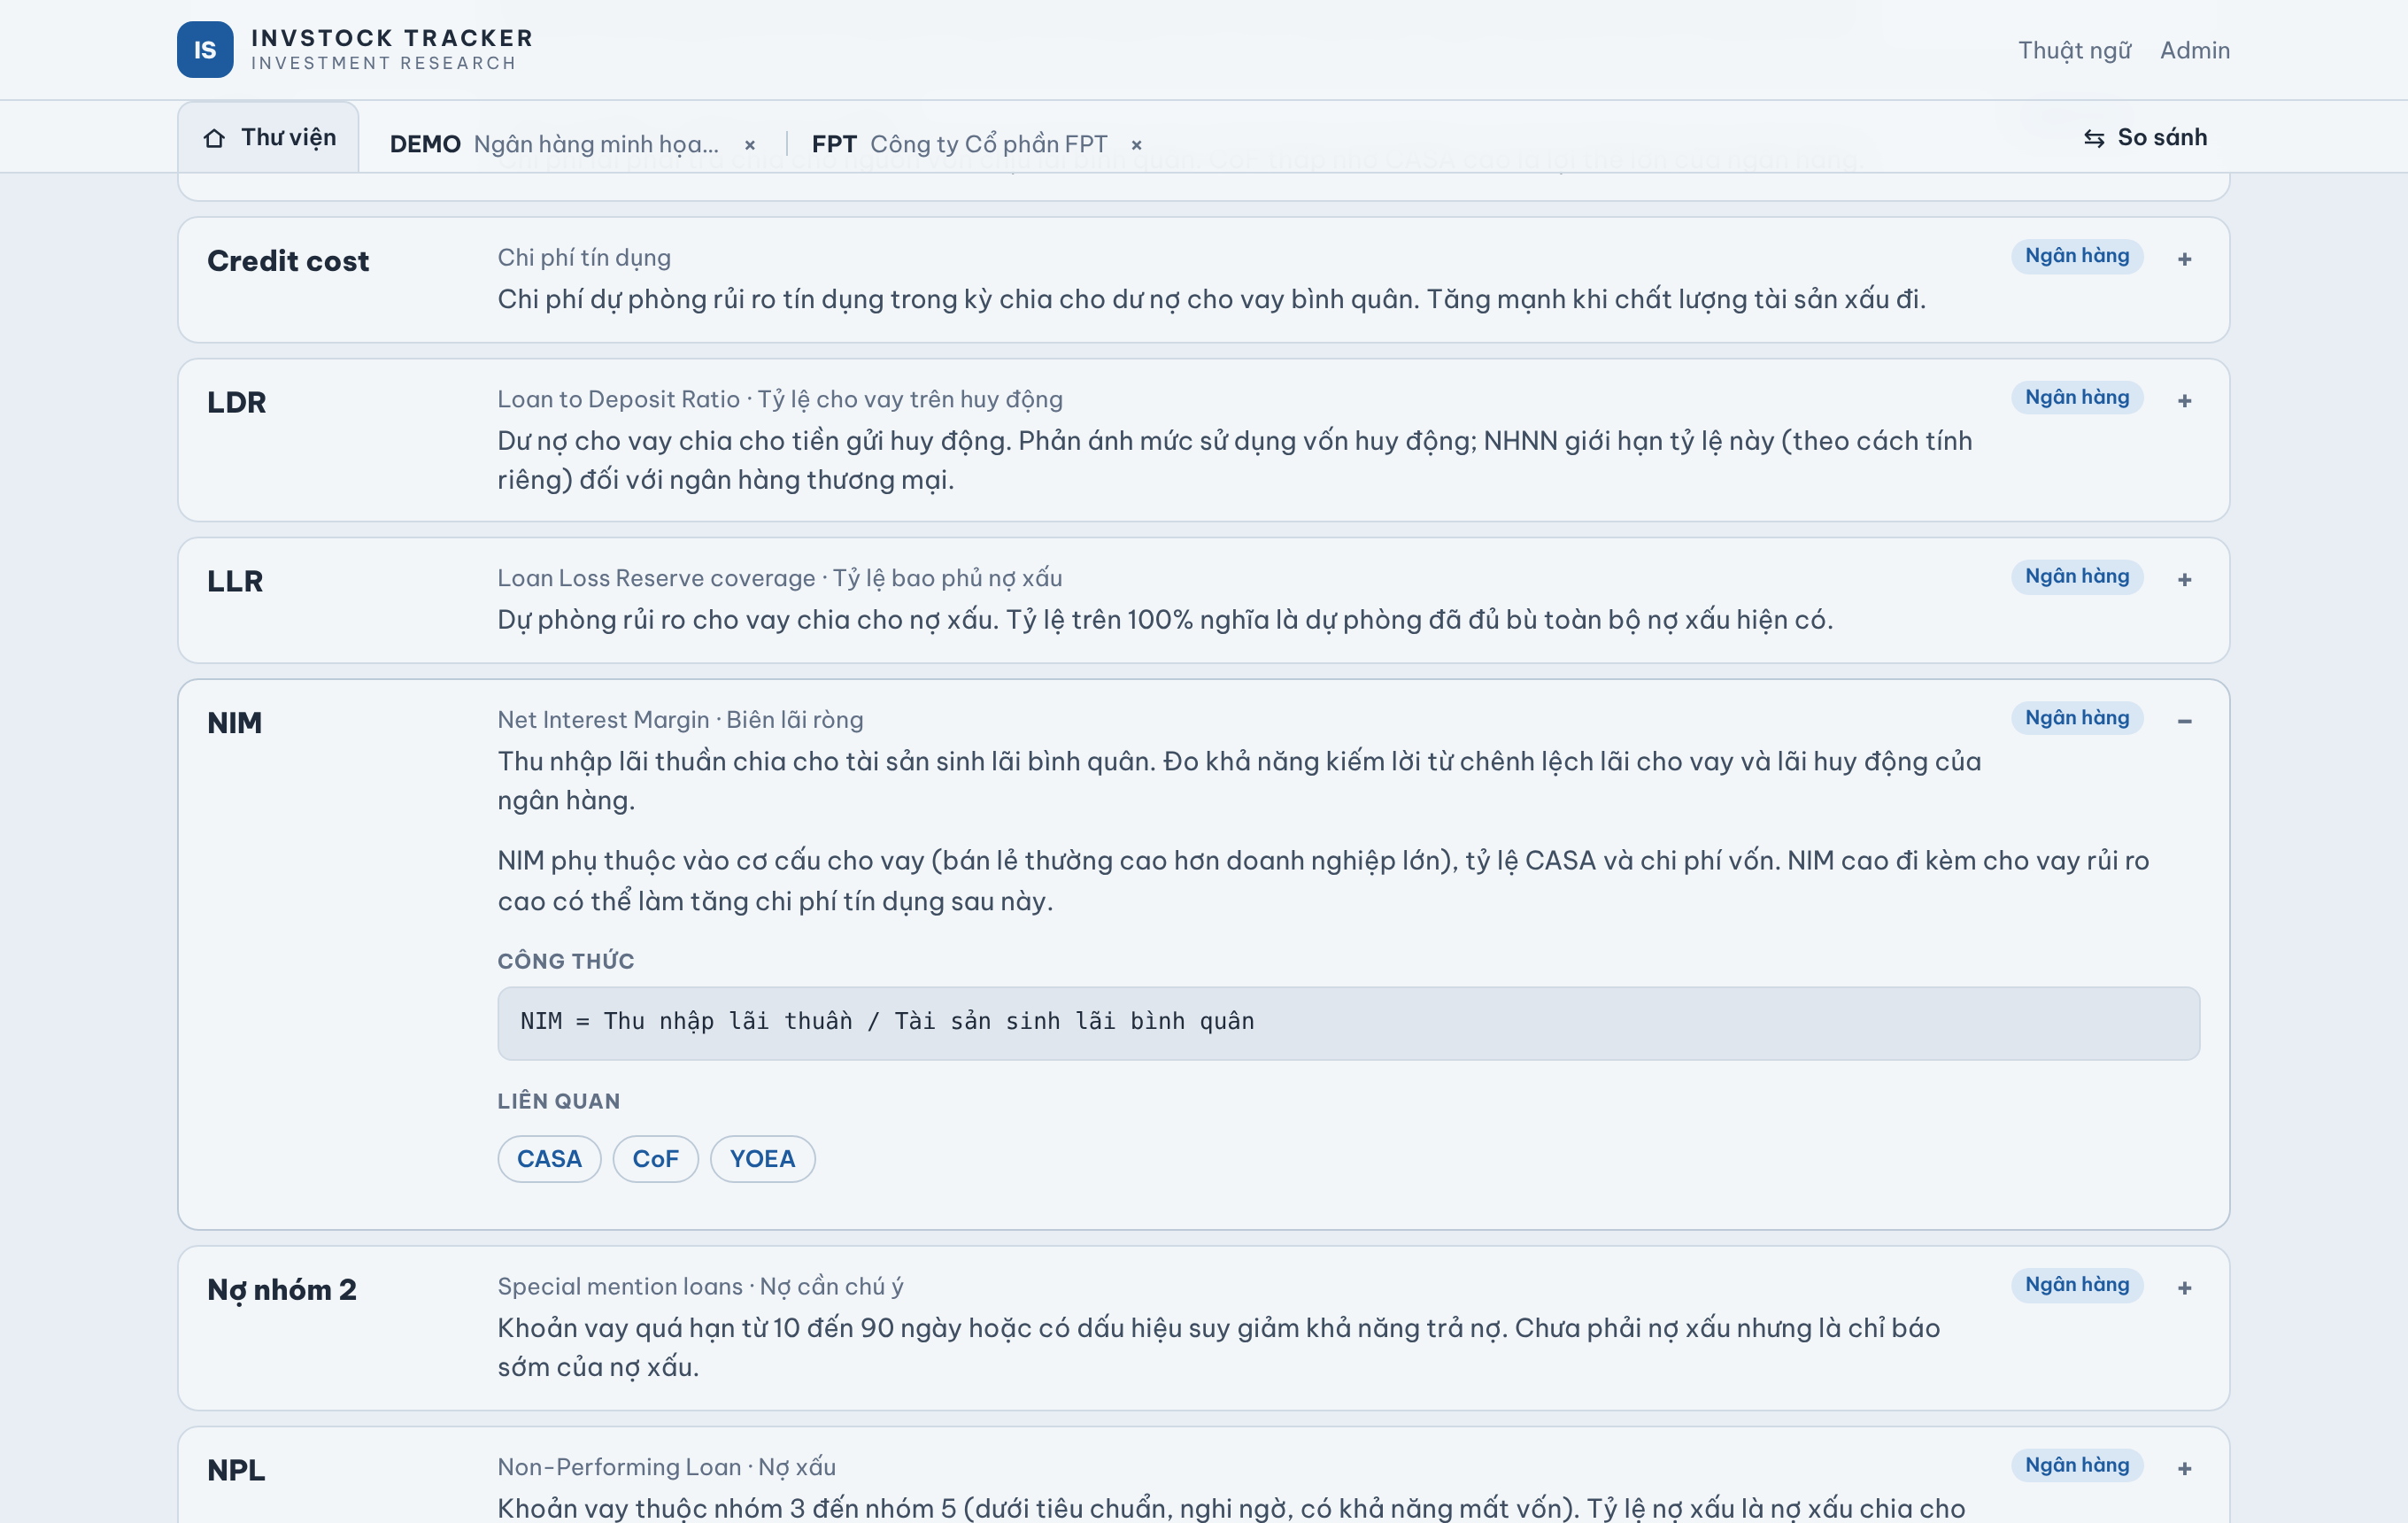 IS
INVSTOCK TRACKER
INVESTMENT RESEARCH
Thuật ngữ
Admin
Thư viện
DEMO Ngân hàng minh họa... ×
FPT Công ty Cổ phần FPT ×
⇆ So sánh
Credit cost
Chi phí tín dụng
Ngân hàng +
Chi phí dự phòng rủi ro tín dụng trong kỳ chia cho dư nợ cho vay bình quân. Tăng mạnh khi chất lượng tài sản xấu đi.
LDR
Loan to Deposit Ratio · Tỷ lệ cho vay trên huy động
Ngân hàng +
Dư nợ cho vay chia cho tiền gửi huy động. Phản ánh mức sử dụng vốn huy động; NHNN giới hạn tỷ lệ này (theo cách tính
riêng) đối với ngân hàng thương mại.
LLR
Loan Loss Reserve coverage · Tỷ lệ bao phủ nợ xấu
Ngân hàng +
Dự phòng rủi ro cho vay chia cho nợ xấu. Tỷ lệ trên 100% nghĩa là dự phòng đã đủ bù toàn bộ nợ xấu hiện có.
NIM
Net Interest Margin · Biên lãi ròng
Ngân hàng −
Thu nhập lãi thuần chia cho tài sản sinh lãi bình quân. Đo khả năng kiếm lời từ chênh lệch lãi cho vay và lãi huy động của
ngân hàng.
NIM phụ thuộc vào cơ cấu cho vay (bán lẻ thường cao hơn doanh nghiệp lớn), tỷ lệ CASA và chi phí vốn. NIM cao đi kèm cho vay rủi ro
cao có thể làm tăng chi phí tín dụng sau này.
CÔNG THỨC
NIM = Thu nhập lãi thuần / Tài sản sinh lãi bình quân
LIÊN QUAN
CASA
CoF
YOEA
Nợ nhóm 2
Special mention loans · Nợ cần chú ý
Ngân hàng +
Khoản vay quá hạn từ 10 đến 90 ngày hoặc có dấu hiệu suy giảm khả năng trả nợ. Chưa phải nợ xấu nhưng là chỉ báo
sớm của nợ xấu.
NPL
Non-Performing Loan · Nợ xấu
Ngân hàng +
Khoản vay thuộc nhóm 3 đến nhóm 5 (dưới tiêu chuẩn, nghi ngờ, có khả năng mất vốn). Tỷ lệ nợ xấu là nợ xấu chia cho